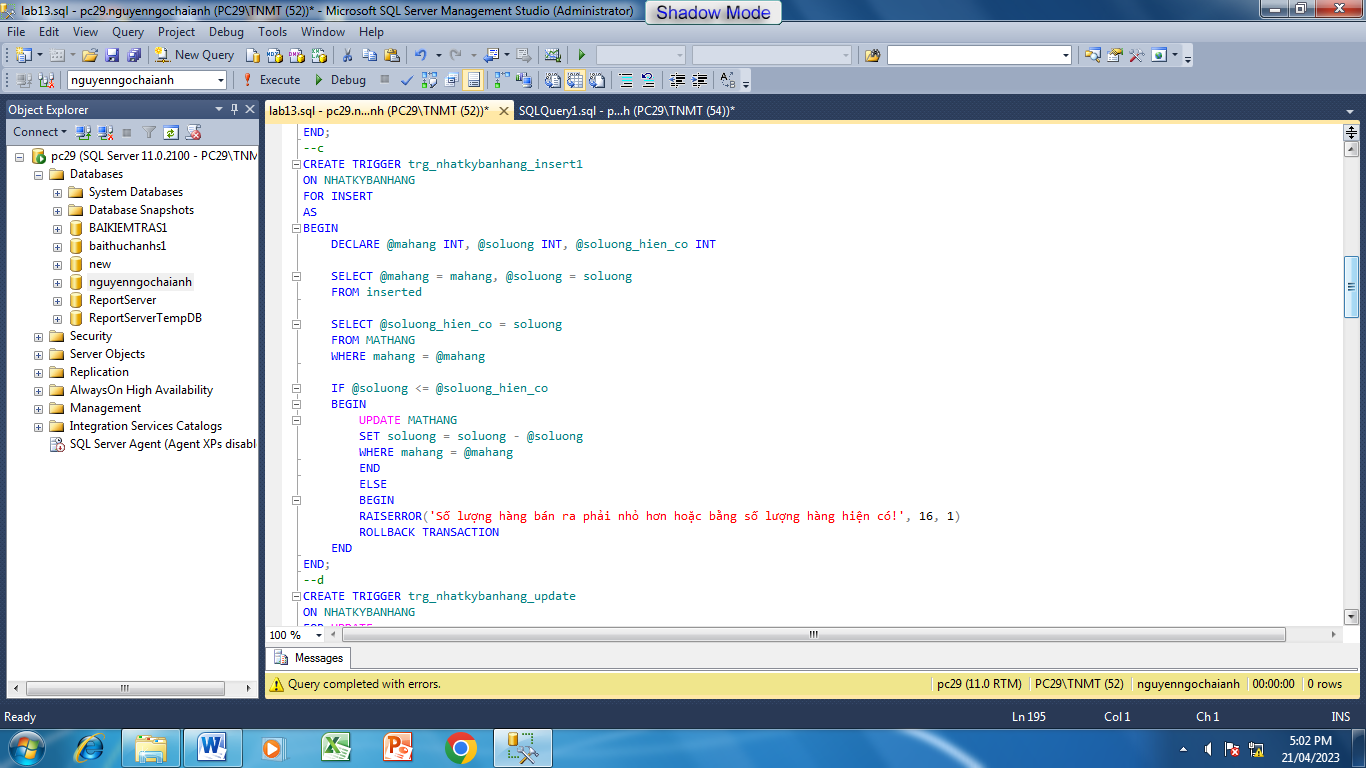 lab13.sql - pc29.nguyenngochaianh (PC29\TNMT (52))* - Microsoft SQL Server Management Studio (Administrator)
Shadow Mode
File Edit View Query Project Debug Tools Window Help
New Query
nguyenngochaianh
Execute
Debug
Object Explorer
Connect
pc29 (SQL Server 11.0.2100 - PC29\TNM
Databases
System Databases
Database Snapshots
BAIKIEMTRAS1
baithuchanhs1
new
nguyenngochaianh
ReportServer
ReportServerTempDB
Security
Server Objects
Replication
AlwaysOn High Availability
Management
Integration Services Catalogs
SQL Server Agent (Agent XPs disabl
lab13.sql - pc29.n...nh (PC29\TNMT (52))*
SQLQuery1.sql - p...h (PC29\TNMT (54))*
END;
--c
CREATE TRIGGER trg_nhatkybanhang_insert1
ON NHATKYBANHANG
FOR INSERT
AS
BEGIN
DECLARE @mahang INT, @soluong INT, @soluong_hien_co INT
SELECT @mahang = mahang, @soluong = soluong
FROM inserted
SELECT @soluong_hien_co = soluong
FROM MATHANG
WHERE mahang = @mahang
IF @soluong <= @soluong_hien_co
BEGIN
UPDATE MATHANG
SET soluong = soluong - @soluong
WHERE mahang = @mahang
END
ELSE
BEGIN
RAISERROR('Số lượng hàng bán ra phải nhỏ hơn hoặc bằng số lượng hàng hiện có!', 16, 1)
ROLLBACK TRANSACTION
END
END;
--d
CREATE TRIGGER trg_nhatkybanhang_update
ON NHATKYBANHANG
FOR UPDATE
100 %
Messages
Query completed with errors.
pc29 (11.0 RTM)
PC29\TNMT (52)
nguyenngochaianh
00:00:00
0 rows
Ready
Ln 195
Col 1
Ch 1
INS
5:02 PM
21/04/2023